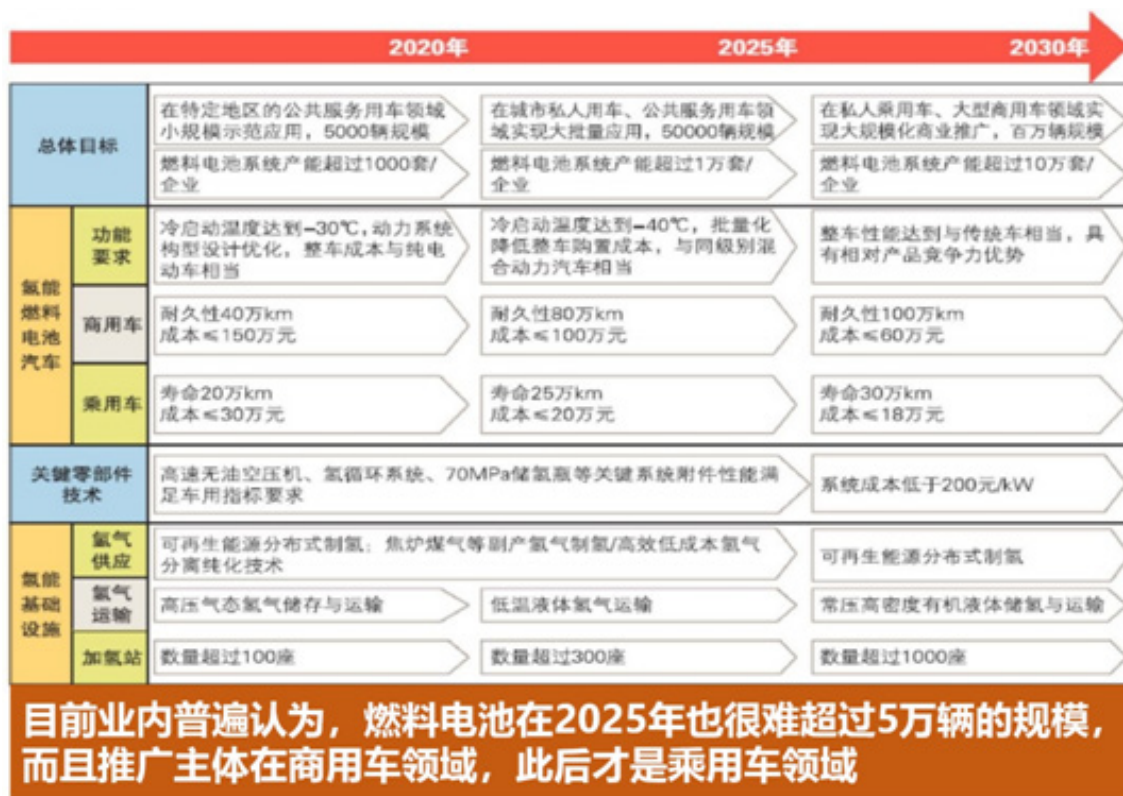 2020年 2025年 2030年
总体目标
在特定地区的公共服务用车领域
小规模示范应用，5000辆规模
在城市私人用车、公共服务用车领
域实现大批量应用，50000辆规模
在私人乘用车、大型商用车领域实
现大规模化商业推广，百万辆规模
燃料电池系统产能超过1000套/
企业
燃料电池系统产能超过1万套/
企业
燃料电池系统产能超过10万套/
企业
氢能
燃料
电池
汽车
功能
要求
冷启动温度达到-30℃，动力系统
构型设计优化，整车成本与纯电
动车相当
冷启动温度达到-40℃，批量化
降低整车购置成本，与同级别混
合动力汽车相当
整车性能达到与传统车相当，具
有相对产品竞争力优势
商用车
耐久性40万km
成本≤150万元
耐久性80万km
成本≤100万元
耐久性100万km
成本≤60万元
乘用车
寿命20万km
成本≤30万元
寿命25万km
成本≤20万元
寿命30万km
成本≤18万元
关键零部件
技术
高速无油空压机、氢循环系统、70MPa储氢瓶等关键系统附件性能满
足车用指标要求
系统成本低于200元/kW
氢能
基础
设施
氢气
供应
可再生能源分布式制氢；焦炉煤气等副产氢气制氢/高效低成本氢气
分离纯化技术
可再生能源分布式制氢
氢气
运输
高压气态氢气储存与运输
低温液体氢气运输
常压高密度有机液体储氢与运输
加氢站
数量超过100座
数量超过300座
数量超过1000座
目前业内普遍认为，燃料电池在2025年也很难超过5万辆的规模，
而且推广主体在商用车领域，此后才是乘用车领域